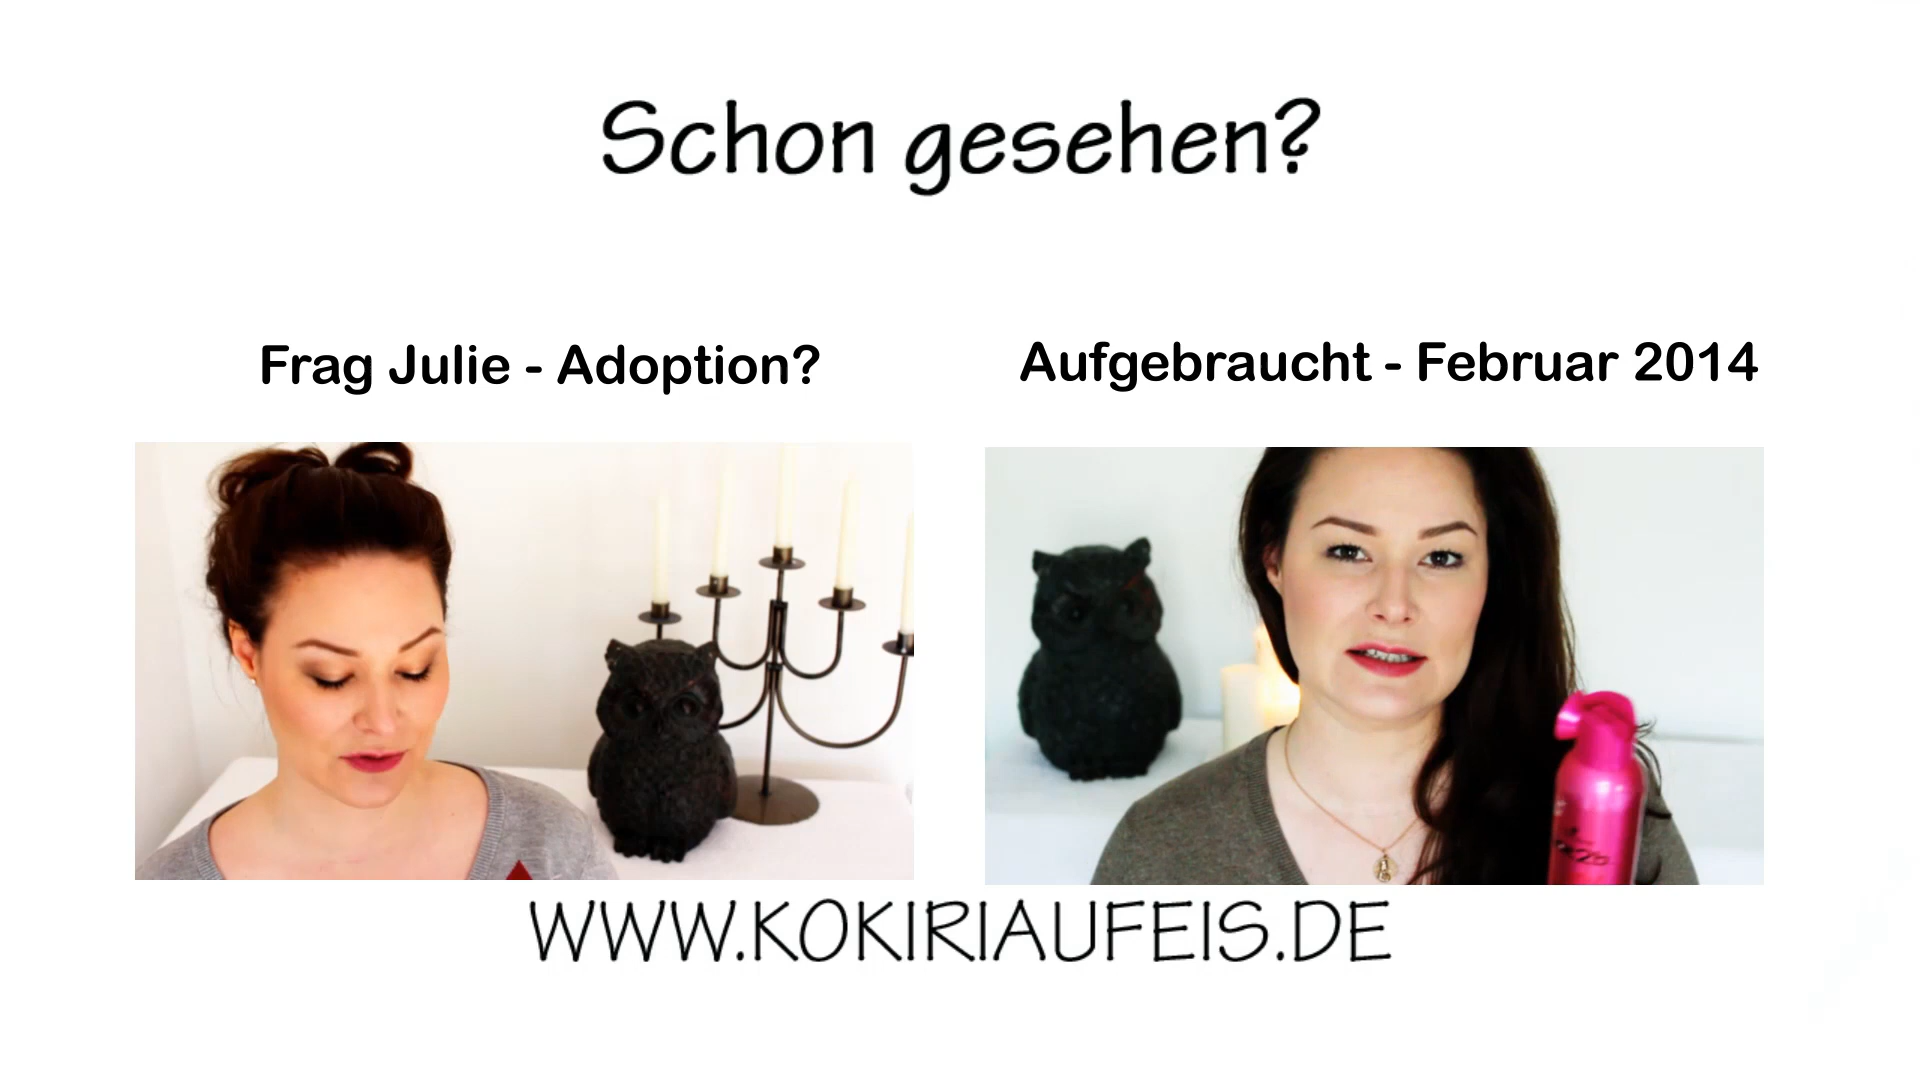 Schon gesehen?
Frag Julie - Adoption?
Aufgebraucht - Februar 2014
WWW.KOKIRIAUFEIS.DE